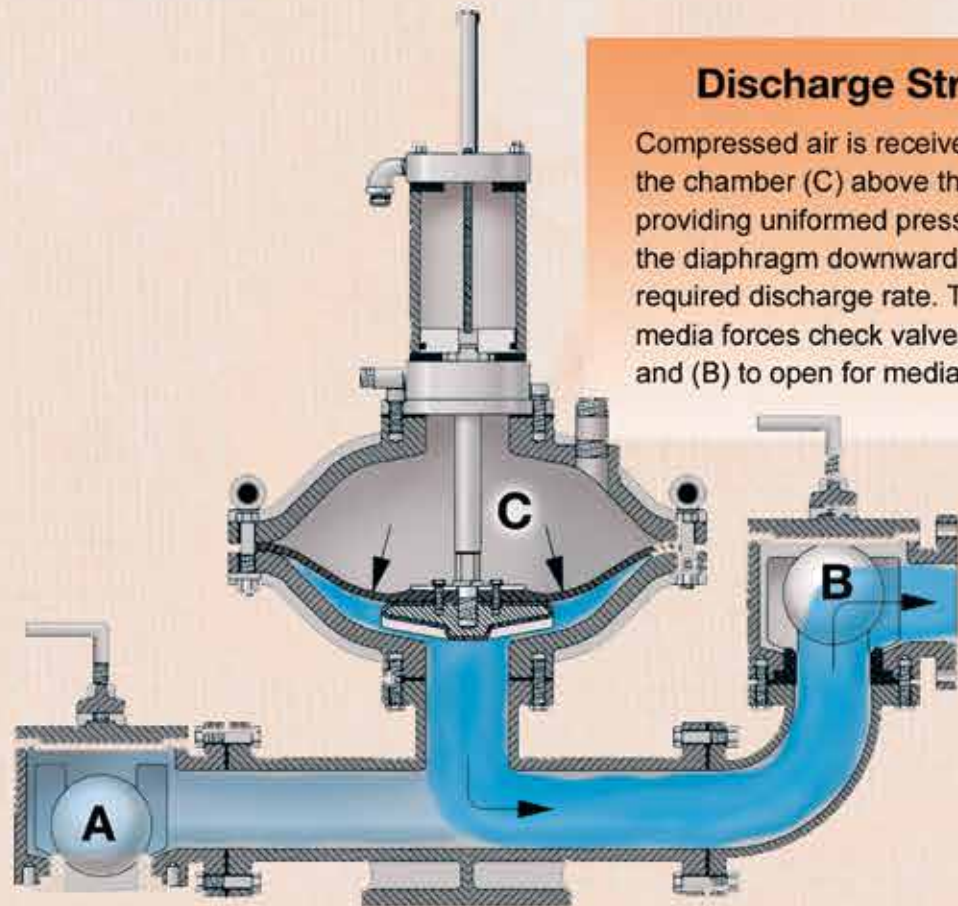 Discharge Str
Compressed air is receive
the chamber (C) above th
providing uniformed press
the diaphragm downward
required discharge rate. T
media forces check valve
and (B) to open for media
C
B
A